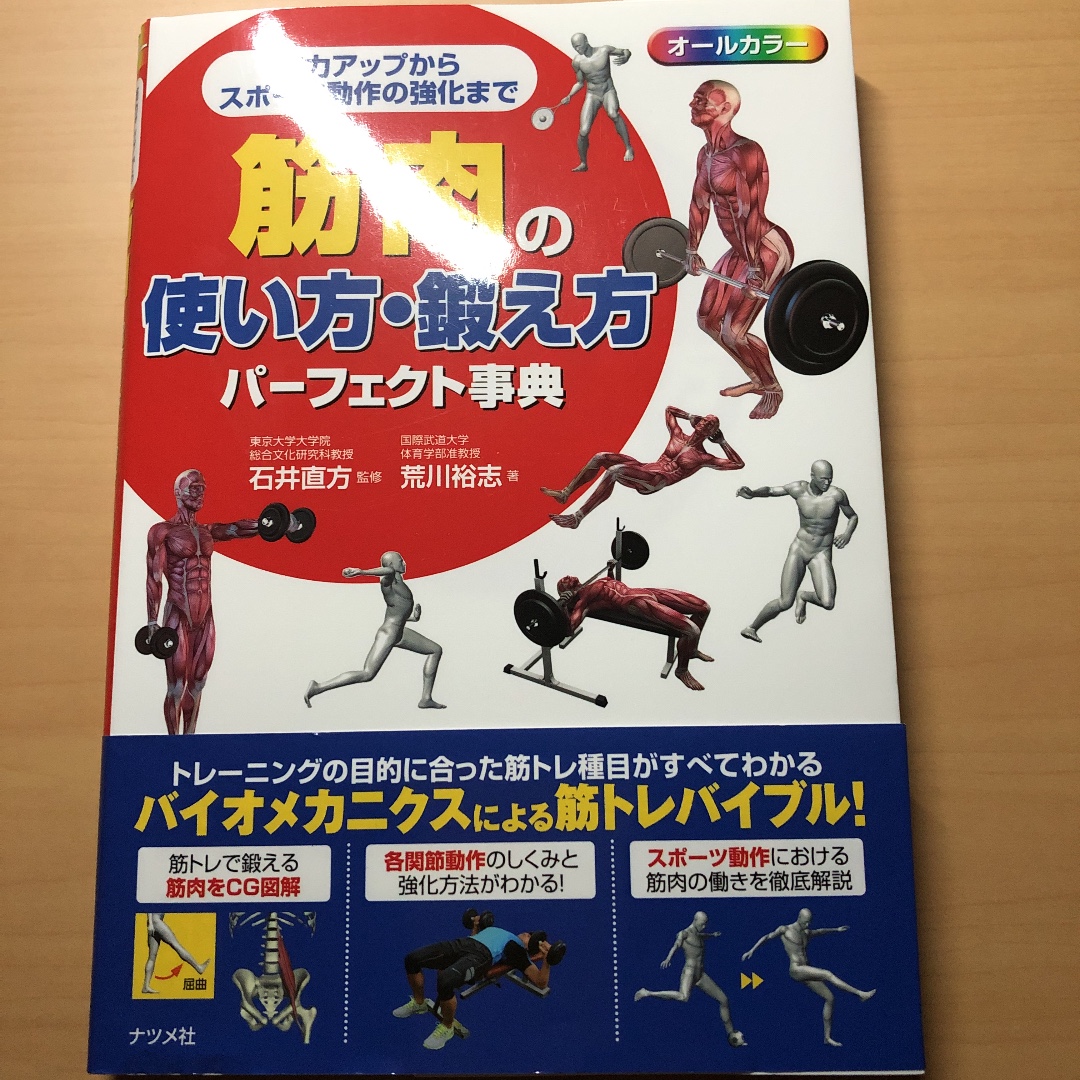 オールカラー
力アップから
スポ 動作の強化まで
筋肉の
使い方・鍛え方
パーフェクト事典
東京大学大学院
総合文化研究科教授
石井直方 監修
国際武道大学
体育学部准教授
荒川裕志 著
トレーニングの目的に合った筋トレ種目がすべてわかる
バイオメカニクスによる筋トレバイブル!
筋トレで鍛える
筋肉をCG図解
各関節動作のしくみと
強化方法がわかる!
スポーツ動作における
筋肉の働きを徹底解説
屈曲
ナツメ社